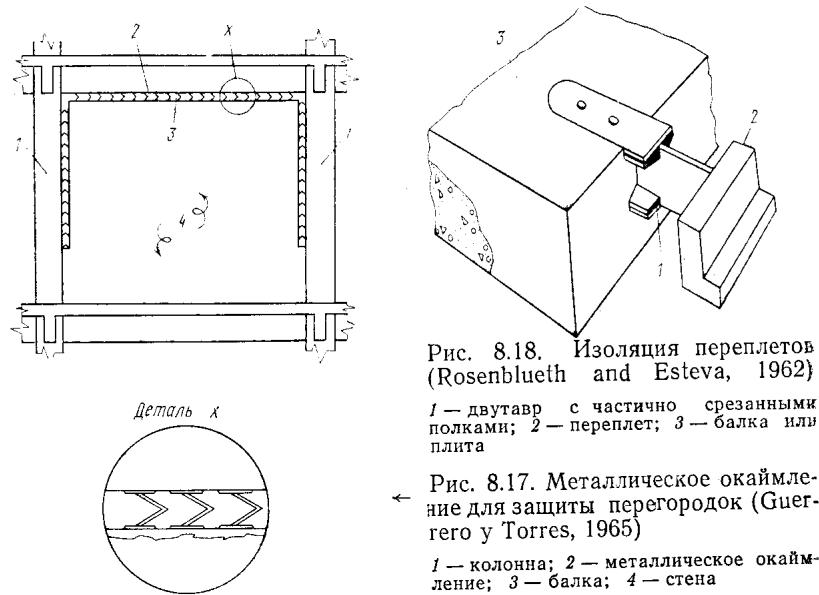 2
x
3
1
1
4
Деталь x
3
2
1
Рис. 8.18. Изоляция переплетов
(Rosenblueth and Esteva, 1962)
1 — двутавр с частично срезанными
полками; 2 — переплет; 3 — балка или
плита
← Рис. 8.17. Металлическое окаймле-
ние для защиты перегородок (Guer-
rero y Torres, 1965)
1 — колонна; 2 — металлическое окайм-
ление; 3 — балка; 4 — стена